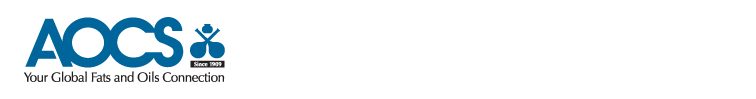 AOCS
Since 1909
Your Global Fats and Oils Connection